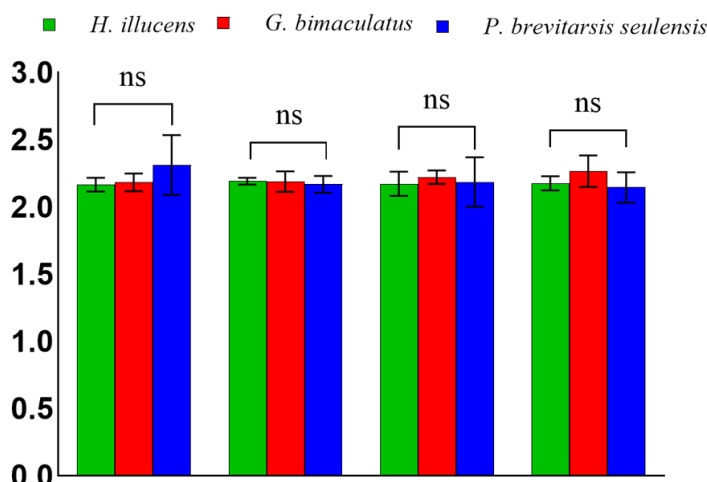 H. illucens G. bimaculatus P. brevitarsis seulensis
3.0
ns
ns
ns
ns
2.5
2.0
1.5
1.0
0.5
0.0